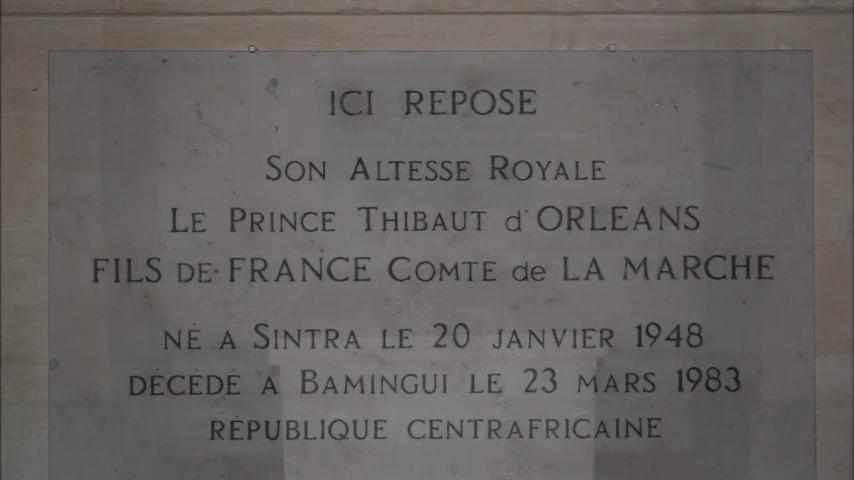 ICI REPOSE
SON ALTESSE ROYALE
LE PRINCE THIBAUT d'ORLEANS
FILS DE FRANCE COMTE de LA MARCHE
NÉ A SINTRA LE 20 JANVIER 1948
DÉCÉDÉ A BAMINGUI LE 23 MARS 1983
RÉPUBLIQUE CENTRAFRICAINE